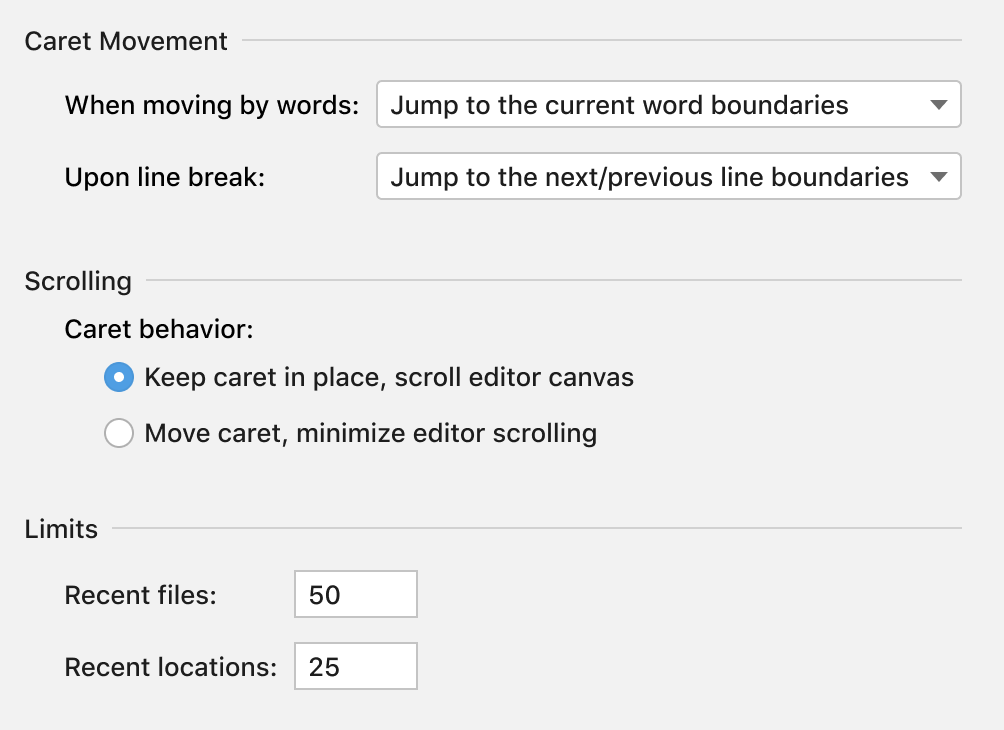 Caret Movement
When moving by words: Jump to the current word boundaries
Upon line break: Jump to the next/previous line boundaries
Scrolling
Caret behavior:
Keep caret in place, scroll editor canvas
Move caret, minimize editor scrolling
Limits
Recent files: 50
Recent locations: 25